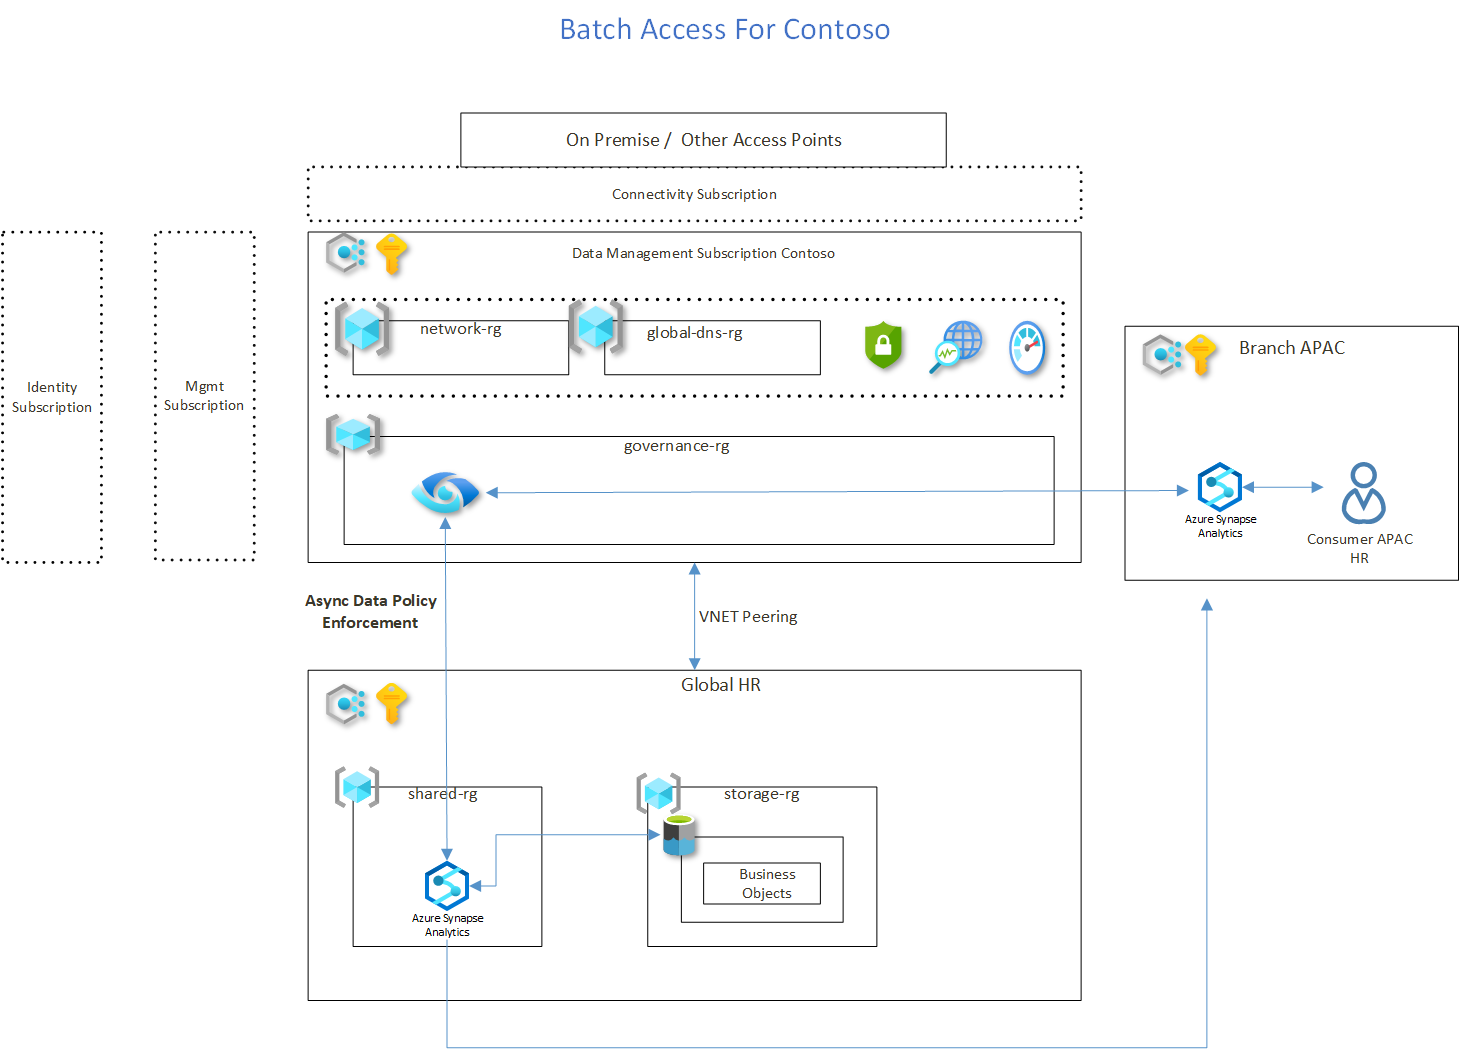 Batch Access For Contoso
On Premise / Other Access Points
Connectivity Subscription
Data Management Subscription Contoso
network-rg
global-dns-rg
Branch APAC
Identity
Subscription
Mgmt
Subscription
governance-rg
Azure Synapse
Analytics
Consumer APAC
HR
Async Data Policy
Enforcement
VNET Peering
Global HR
shared-rg
storage-rg
Business
Objects
Azure Synapse
Analytics